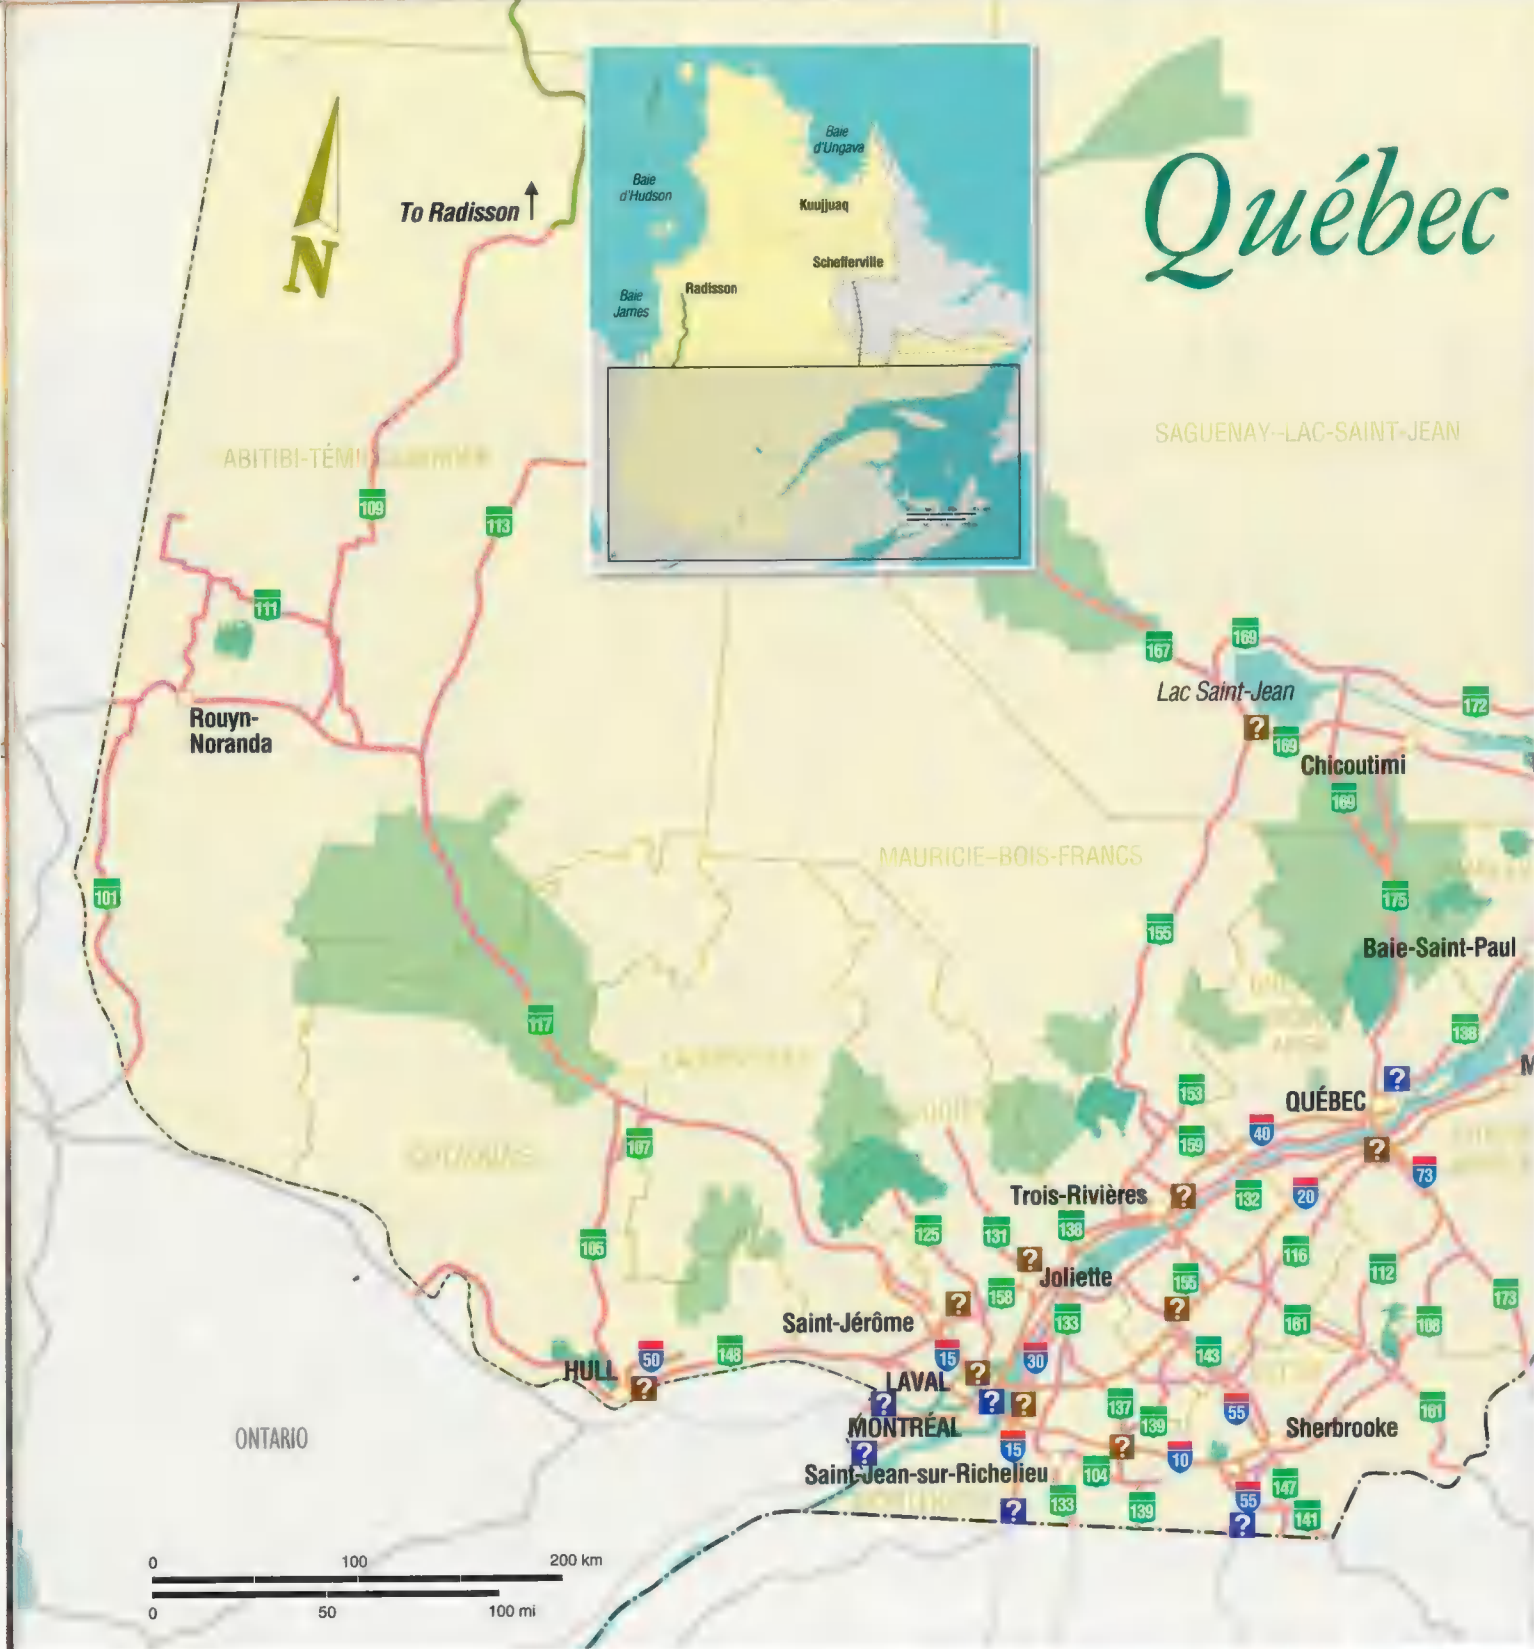 Québec
N
To Radisson
Baie
d'Ungava
Baie
d'Hudson
Kuujjuaq
Schefferville
Radisson
Baie
James
SAGUENAY--LAC-SAINT-JEAN
109
113
111
167
169
Lac Saint-Jean
172
?
169
Rouyn-
Noranda
Chicoutimi
169
MAURICIE--BOIS-FRANCS
101
175
155
Baie-Saint-Paul
117
138
?
153
QUÉBEC
40
159
107
?
73
Trois-Rivières
?
132
20
125
131
138
105
116
?
Joliette
112
155
158
173
?
?
Saint-Jérôme
133
161
108
50
148
15
30
143
HULL
?
LAVAL
?
?
?
?
137
139
55
161
MONTRÉAL
?
15
?
10
Sherbrooke
ONTARIO
Saint-Jean-sur-Richelieu
104
?
133
139
55
147
?
141
0 100 200 km
0 50 100 mi